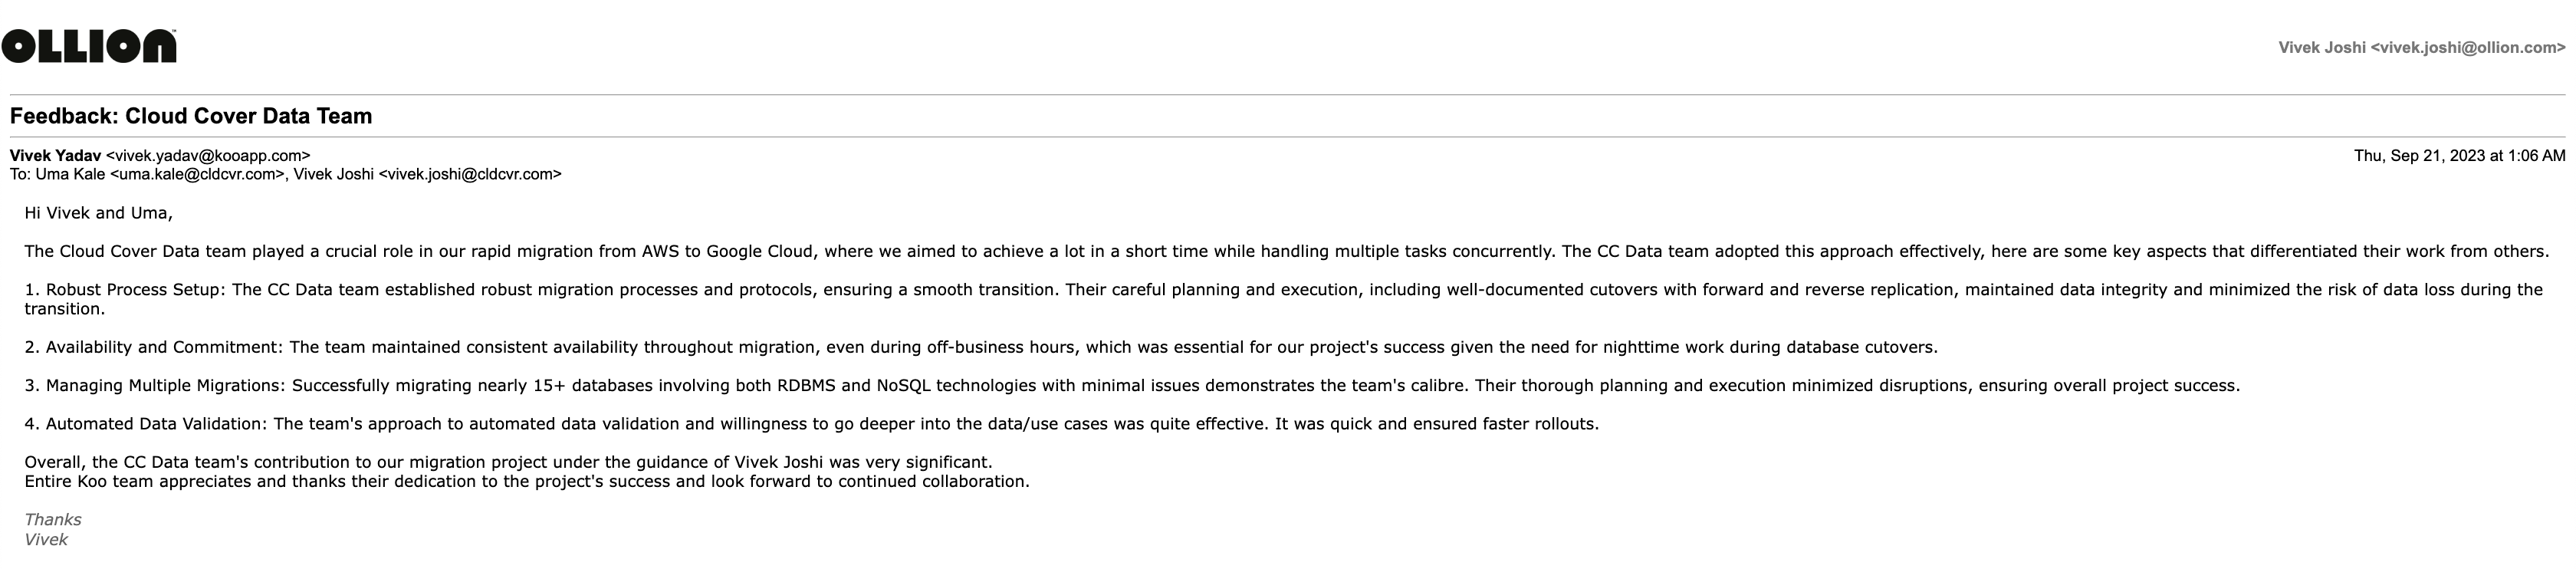 OLLION
Vivek Joshi <vivek.joshi@ollion.com>
Feedback: Cloud Cover Data Team
Vivek Yadav <vivek.yadav@kooapp.com>
Thu, Sep 21, 2023 at 1:06 AM
To: Uma Kale <uma.kale@cldcvr.com>, Vivek Joshi <vivek.joshi@cldcvr.com>
Hi Vivek and Uma,
The Cloud Cover Data team played a crucial role in our rapid migration from AWS to Google Cloud, where we aimed to achieve a lot in a short time while handling multiple tasks concurrently. The CC Data team adopted this approach effectively, here are some key aspects that differentiated their work from others.
1. Robust Process Setup: The CC Data team established robust migration processes and protocols, ensuring a smooth transition. Their careful planning and execution, including well-documented cutovers with forward and reverse replication, maintained data integrity and minimized the risk of data loss during the
transition.
2. Availability and Commitment: The team maintained consistent availability throughout migration, even during off-business hours, which was essential for our project's success given the need for nighttime work during database cutovers.
3. Managing Multiple Migrations: Successfully migrating nearly 15+ databases involving both RDBMS and NoSQL technologies with minimal issues demonstrates the team's calibre. Their thorough planning and execution minimized disruptions, ensuring overall project success.
4. Automated Data Validation: The team's approach to automated data validation and willingness to go deeper into the data/use cases was quite effective. It was quick and ensured faster rollouts.
Overall, the CC Data team's contribution to our migration project under the guidance of Vivek Joshi was very significant.
Entire Koo team appreciates and thanks their dedication to the project's success and look forward to continued collaboration.
Thanks
Vivek